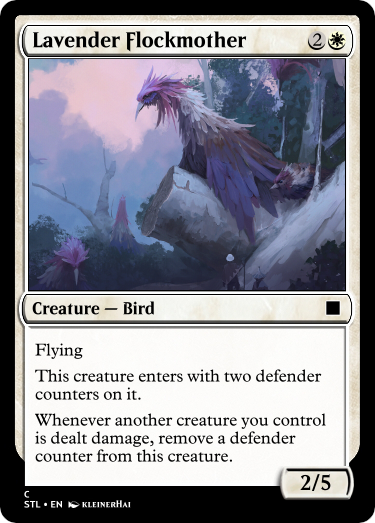 Lavender Flockmother 2
Creature — Bird
Flying
This creature enters with two defender
counters on it.
Whenever another creature you control
is dealt damage, remove a defender
counter from this creature.
2/5
C
STL • EN KLEINERHAI